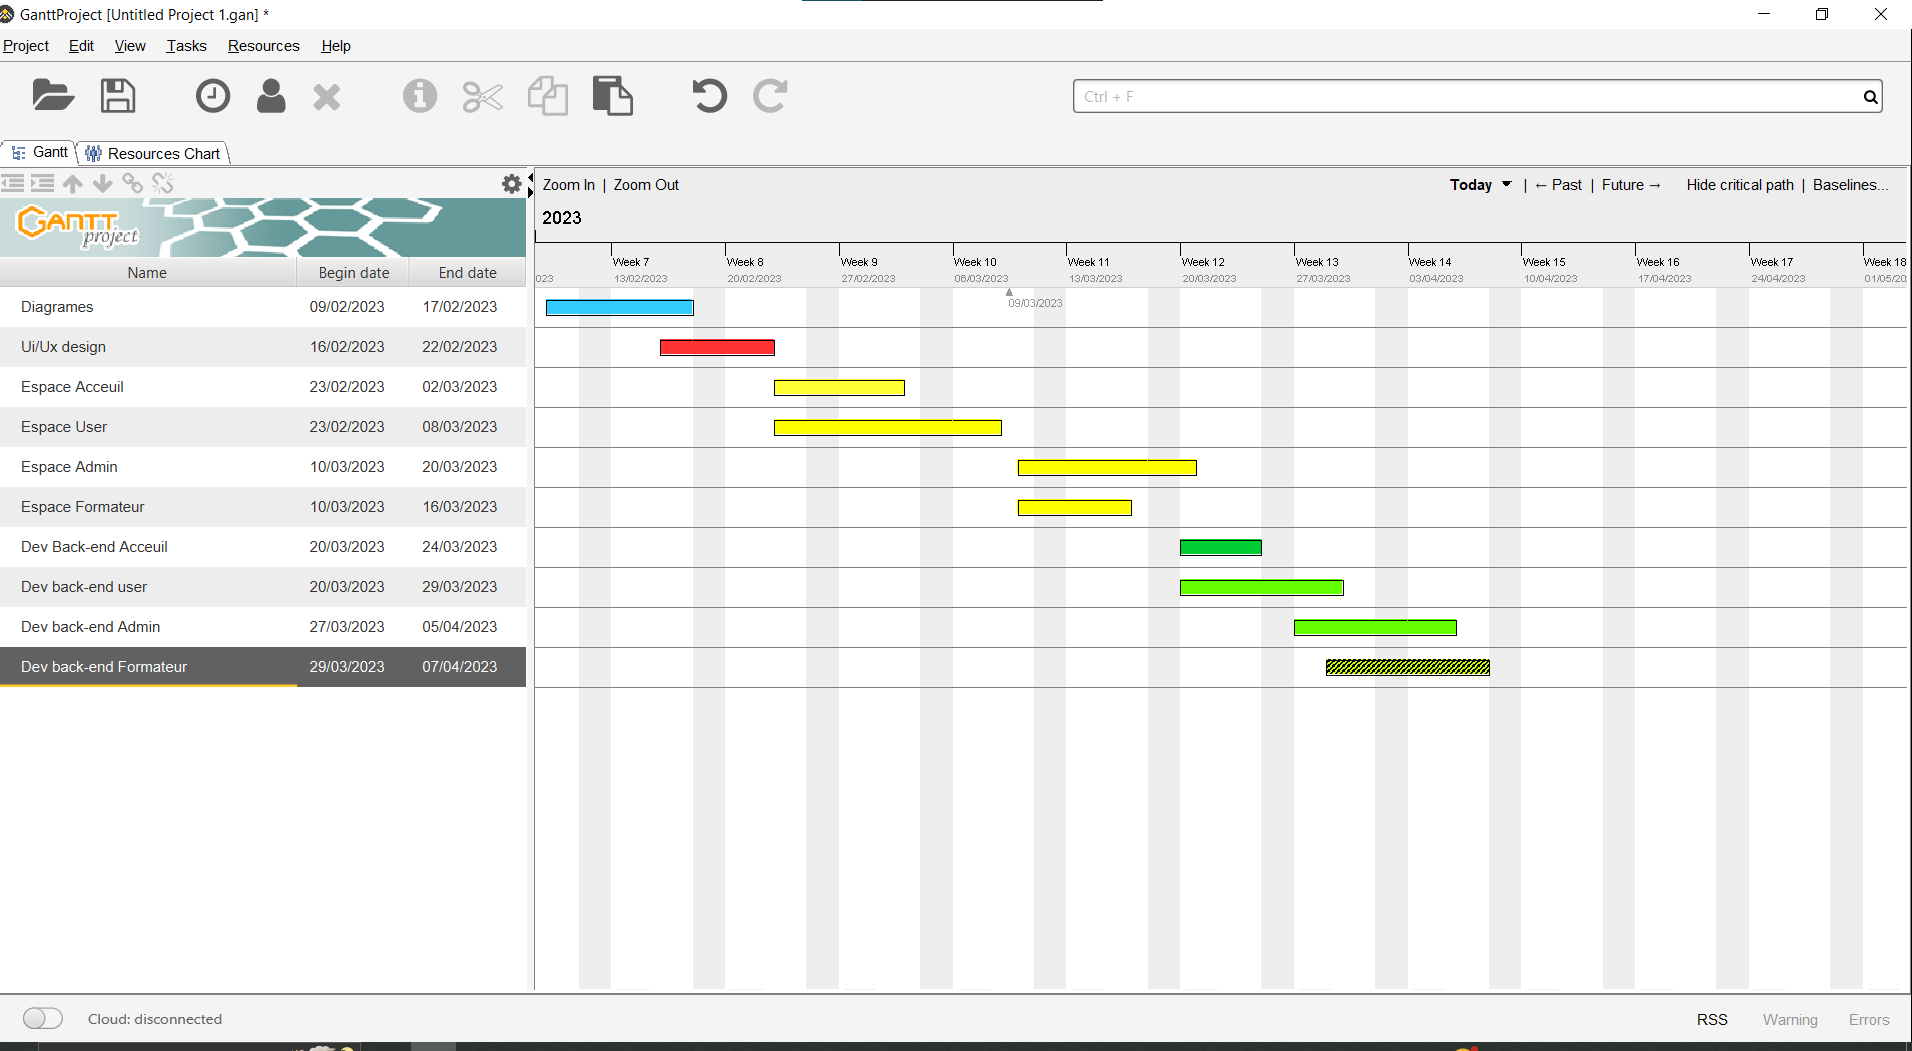 GanttProject [Untitled Project 1.gan] *
Project Edit View Tasks Resources Help
Ctrl + F
Gantt Resources Chart
Zoom In | Zoom Out Today | ← Past | Future → Hide critical path | Baselines...
GANTT project
2023
Name Begin date End date
Week 7 Week 8 Week 9 Week 10 Week 11 Week 12 Week 13 Week 14 Week 15 Week 16 Week 17 Week 18
023 13/02/2023 20/02/2023 27/02/2023 06/03/2023 13/03/2023 20/03/2023 27/03/2023 03/04/2023 10/04/2023 17/04/2023 24/04/2023 01/05/20
09/03/2023
Diagrames 09/02/2023 17/02/2023
Ui/Ux design 16/02/2023 22/02/2023
Espace Acceuil 23/02/2023 02/03/2023
Espace User 23/02/2023 08/03/2023
Espace Admin 10/03/2023 20/03/2023
Espace Formateur 10/03/2023 16/03/2023
Dev Back-end Acceuil 20/03/2023 24/03/2023
Dev back-end user 20/03/2023 29/03/2023
Dev back-end Admin 27/03/2023 05/04/2023
Dev back-end Formateur 29/03/2023 07/04/2023
Cloud: disconnected RSS Warning Errors